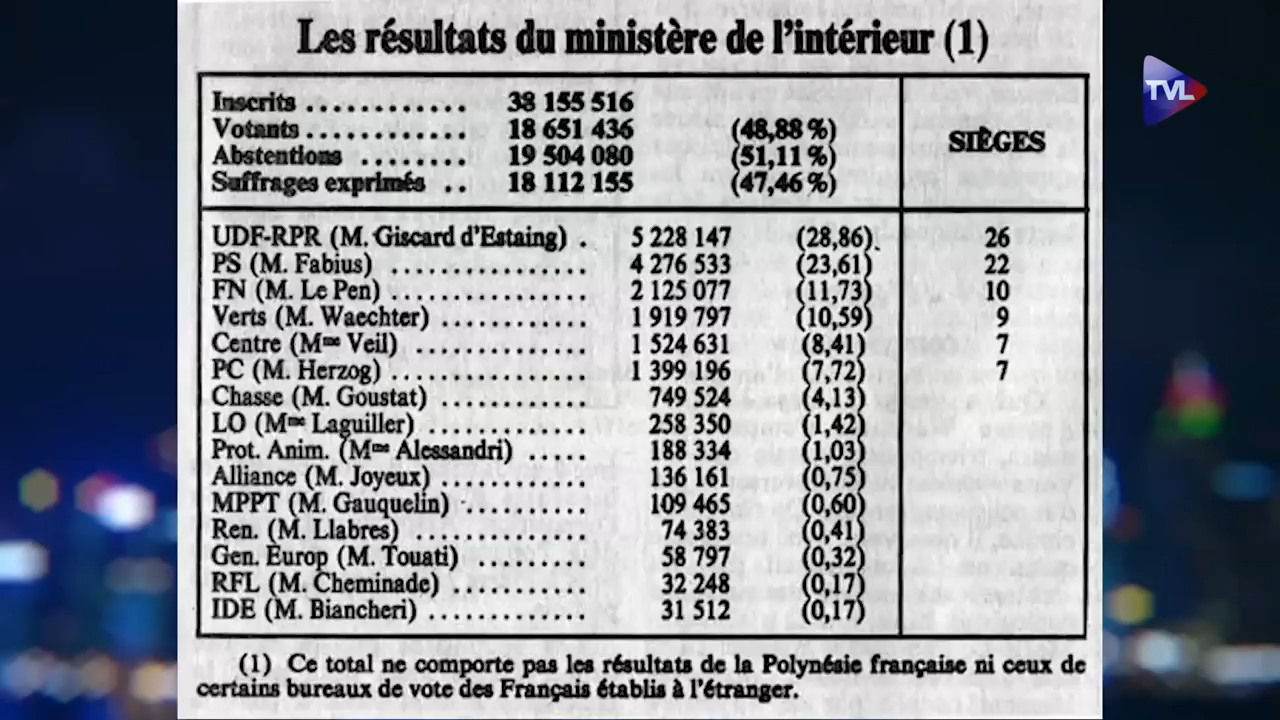 Les résultats du ministère de l'intérieur (1)
Inscrits ............ 38 155 516
Votants ............ 18 651 436 (48,88 %)
Abstentions ........ 19 504 080 (51,11 %)
Suffrages exprimés .. 18 112 155 (47,46 %)
SIÈGES
UDF-RPR (M. Giscard d'Estaing) . 5 228 147 (28,86). 26
PS (M. Fabius) ............... 4 276 533 (23,61) 22
FN (M. Le Pen) ............... 2 125 077 (11,73) 10
Verts (M. Waechter) ........... 1 919 797 (10,59) 9
Centre (Mme Veil) ............. 1 524 631 (8,41) 7
PC (M. Herzog) ............... 1 399 196 (7,72) 7
Chasse (M. Goustat) ........... 749 524 (4,13)
LO (Mme Laguiller) ............ 258 350 (1,42)
Prot. Anim. (Mme Alessandri) ..... 188 334 (1,03)
Alliance (M. Joyeux) ........... 136 161 (0,75)
MPPT (M. Gauquelin) .......... 109 465 (0,60)
Ren. (M. Llabres) ............. 74 383 (0,41)
Gen. Europ (M. Touati) ......... 58 797 (0,32)
RFL (M. Cheminade) .......... 32 248 (0,17)
IDE (M. Biancheri) ............ 31 512 (0,17)
(1) Ce total ne comporte pas les résultats de la Polynésie française ni ceux de
certains bureaux de vote des Français établis à l'étranger.
TVL